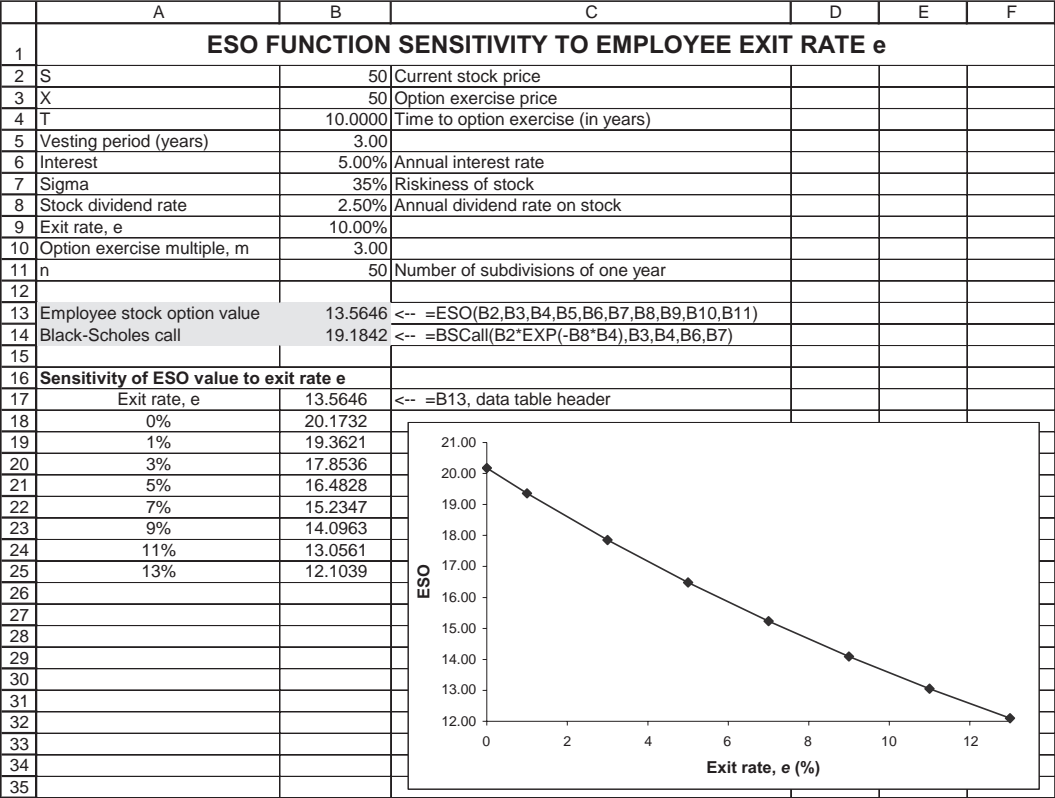 A B C D E F
1 ESO FUNCTION SENSITIVITY TO EMPLOYEE EXIT RATE e
2 S 50 Current stock price
3 X 50 Option exercise price
4 T 10.0000 Time to option exercise (in years)
5 Vesting period (years) 3.00
6 Interest 5.00% Annual interest rate
7 Sigma 35% Riskiness of stock
8 Stock dividend rate 2.50% Annual dividend rate on stock
9 Exit rate, e 10.00%
10 Option exercise multiple, m 3.00
11 n 50 Number of subdivisions of one year
12
13 Employee stock option value 13.5646 <-- =ESO(B2,B3,B4,B5,B6,B7,B8,B9,B10,B11)
14 Black-Scholes call 19.1842 <-- =BSCall(B2*EXP(-B8*B4),B3,B4,B6,B7)
15
16 Sensitivity of ESO value to exit rate e
17 Exit rate, e 13.5646 <-- =B13, data table header
18 0% 20.1732
19 1% 19.3621
20 3% 17.8536
21 5% 16.4828
22 7% 15.2347
23 9% 14.0963
24 11% 13.0561
25 13% 12.1039
26
27
28
29
30
31
32
33
34
35
21.00
20.00
19.00
18.00
17.00
16.00
15.00
14.00
13.00
12.00
ESO
0 2 4 6 8 10 12
Exit rate, e (%)